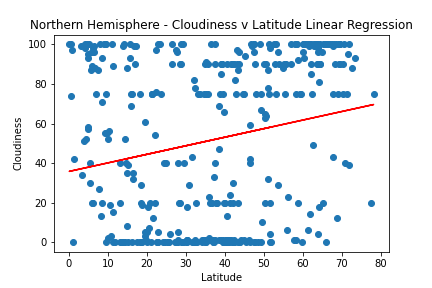 Northern Hemisphere - Cloudiness v Latitude Linear Regression
100
80
60
40
20
0
Cloudiness
0 10 20 30 40 50 60 70 80
Latitude